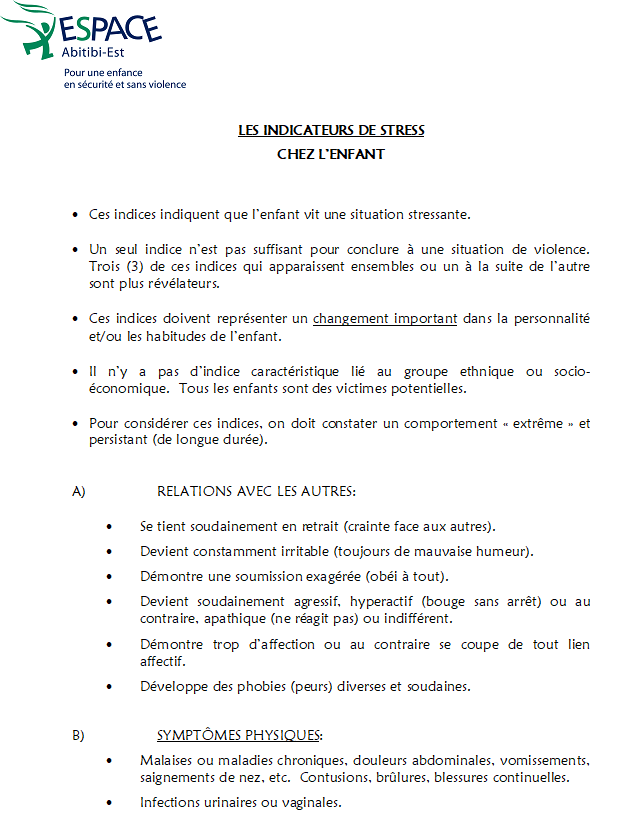 ESPACE
Abitibi-Est
Pour une enfance
en sécurité et sans violence
LES INDICATEURS DE STRESS
CHEZ L'ENFANT
• Ces indices indiquent que l'enfant vit une situation stressante.
• Un seul indice n'est pas suffisant pour conclure à une situation de violence.
Trois (3) de ces indices qui apparaissent ensembles ou un à la suite de l'autre
sont plus révélateurs.
• Ces indices doivent représenter un changement important dans la personnalité
et/ou les habitudes de l'enfant.
• Il n'y a pas d'indice caractéristique lié au groupe ethnique ou socio-
économique. Tous les enfants sont des victimes potentielles.
• Pour considérer ces indices, on doit constater un comportement « extrême » et
persistant (de longue durée).
A) RELATIONS AVEC LES AUTRES:
• Se tient soudainement en retrait (crainte face aux autres).
• Devient constamment irritable (toujours de mauvaise humeur).
• Démontre une soumission exagérée (obéi à tout).
• Devient soudainement agressif, hyperactif (bouge sans arrêt) ou au
contraire, apathique (ne réagit pas) ou indifférent.
• Démontre trop d'affection ou au contraire se coupe de tout lien
affectif.
• Développe des phobies (peurs) diverses et soudaines.
B) SYMPTÔMES PHYSIQUES:
• Malaises ou maladies chroniques, douleurs abdominales, vomissements,
saignements de nez, etc. Contusions, brûlures, blessures continuelles.
• Infections urinaires ou vaginales.